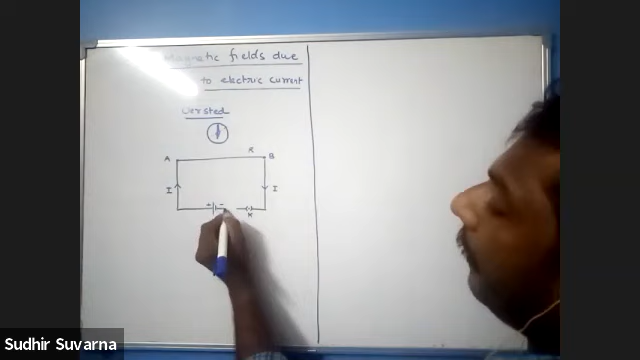 Magnetic fields due
to electric current
Oersted
A
R
B
I
I
+
-
K
Sudhir Suvarna